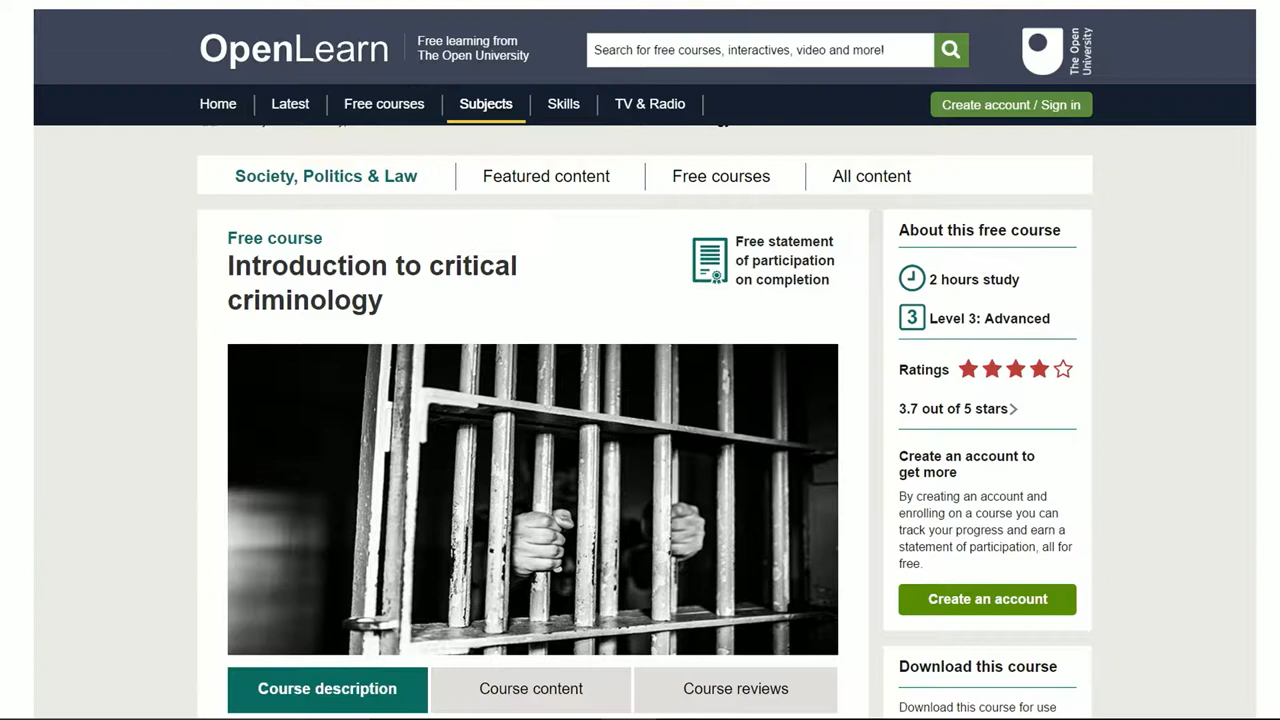 OpenLearn
Free learning from
The Open University
Search for free courses, interactives, video and more!
The Open
University
Home
Latest
Free courses
Subjects
Skills
TV & Radio
Create account / Sign in
Society, Politics & Law
Featured content
Free courses
All content
Free course
Introduction to critical
criminology
Free statement
of participation
on completion
About this free course
2 hours study
3
Level 3: Advanced
Ratings
3.7 out of 5 stars
Create an account to
get more
By creating an account and
enrolling on a course you can
track your progress and earn a
statement of participation, all for
free.
Create an account
Course description
Course content
Course reviews
Download this course
Download this course for use